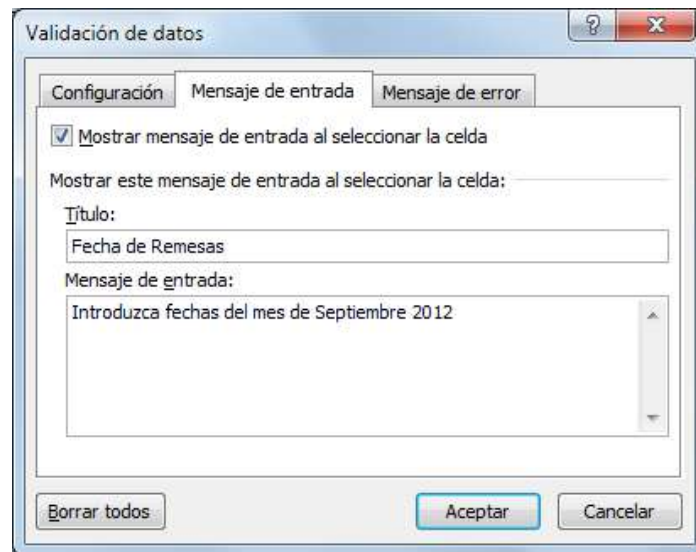 Validación de datos
Configuración
Mensaje de entrada
Mensaje de error
Mostrar mensaje de entrada al seleccionar la celda
Mostrar este mensaje de entrada al seleccionar la celda:
Título:
Fecha de Remesas
Mensaje de entrada:
Introduzca fechas del mes de Septiembre 2012
Borrar todos
Aceptar
Cancelar